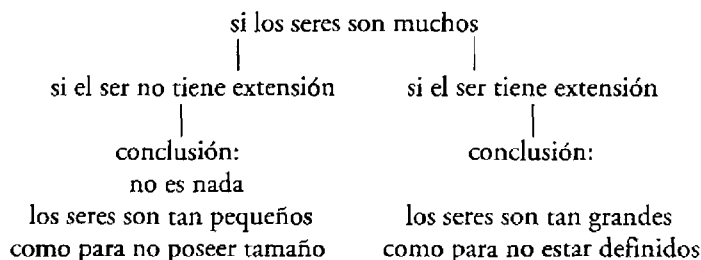 si los seres son muchos
si el ser no tiene extensión
si el ser tiene extensión
conclusión:
no es nada
los seres son tan pequeños
como para no poseer tamaño
conclusión:
los seres son tan grandes
como para no estar definidos